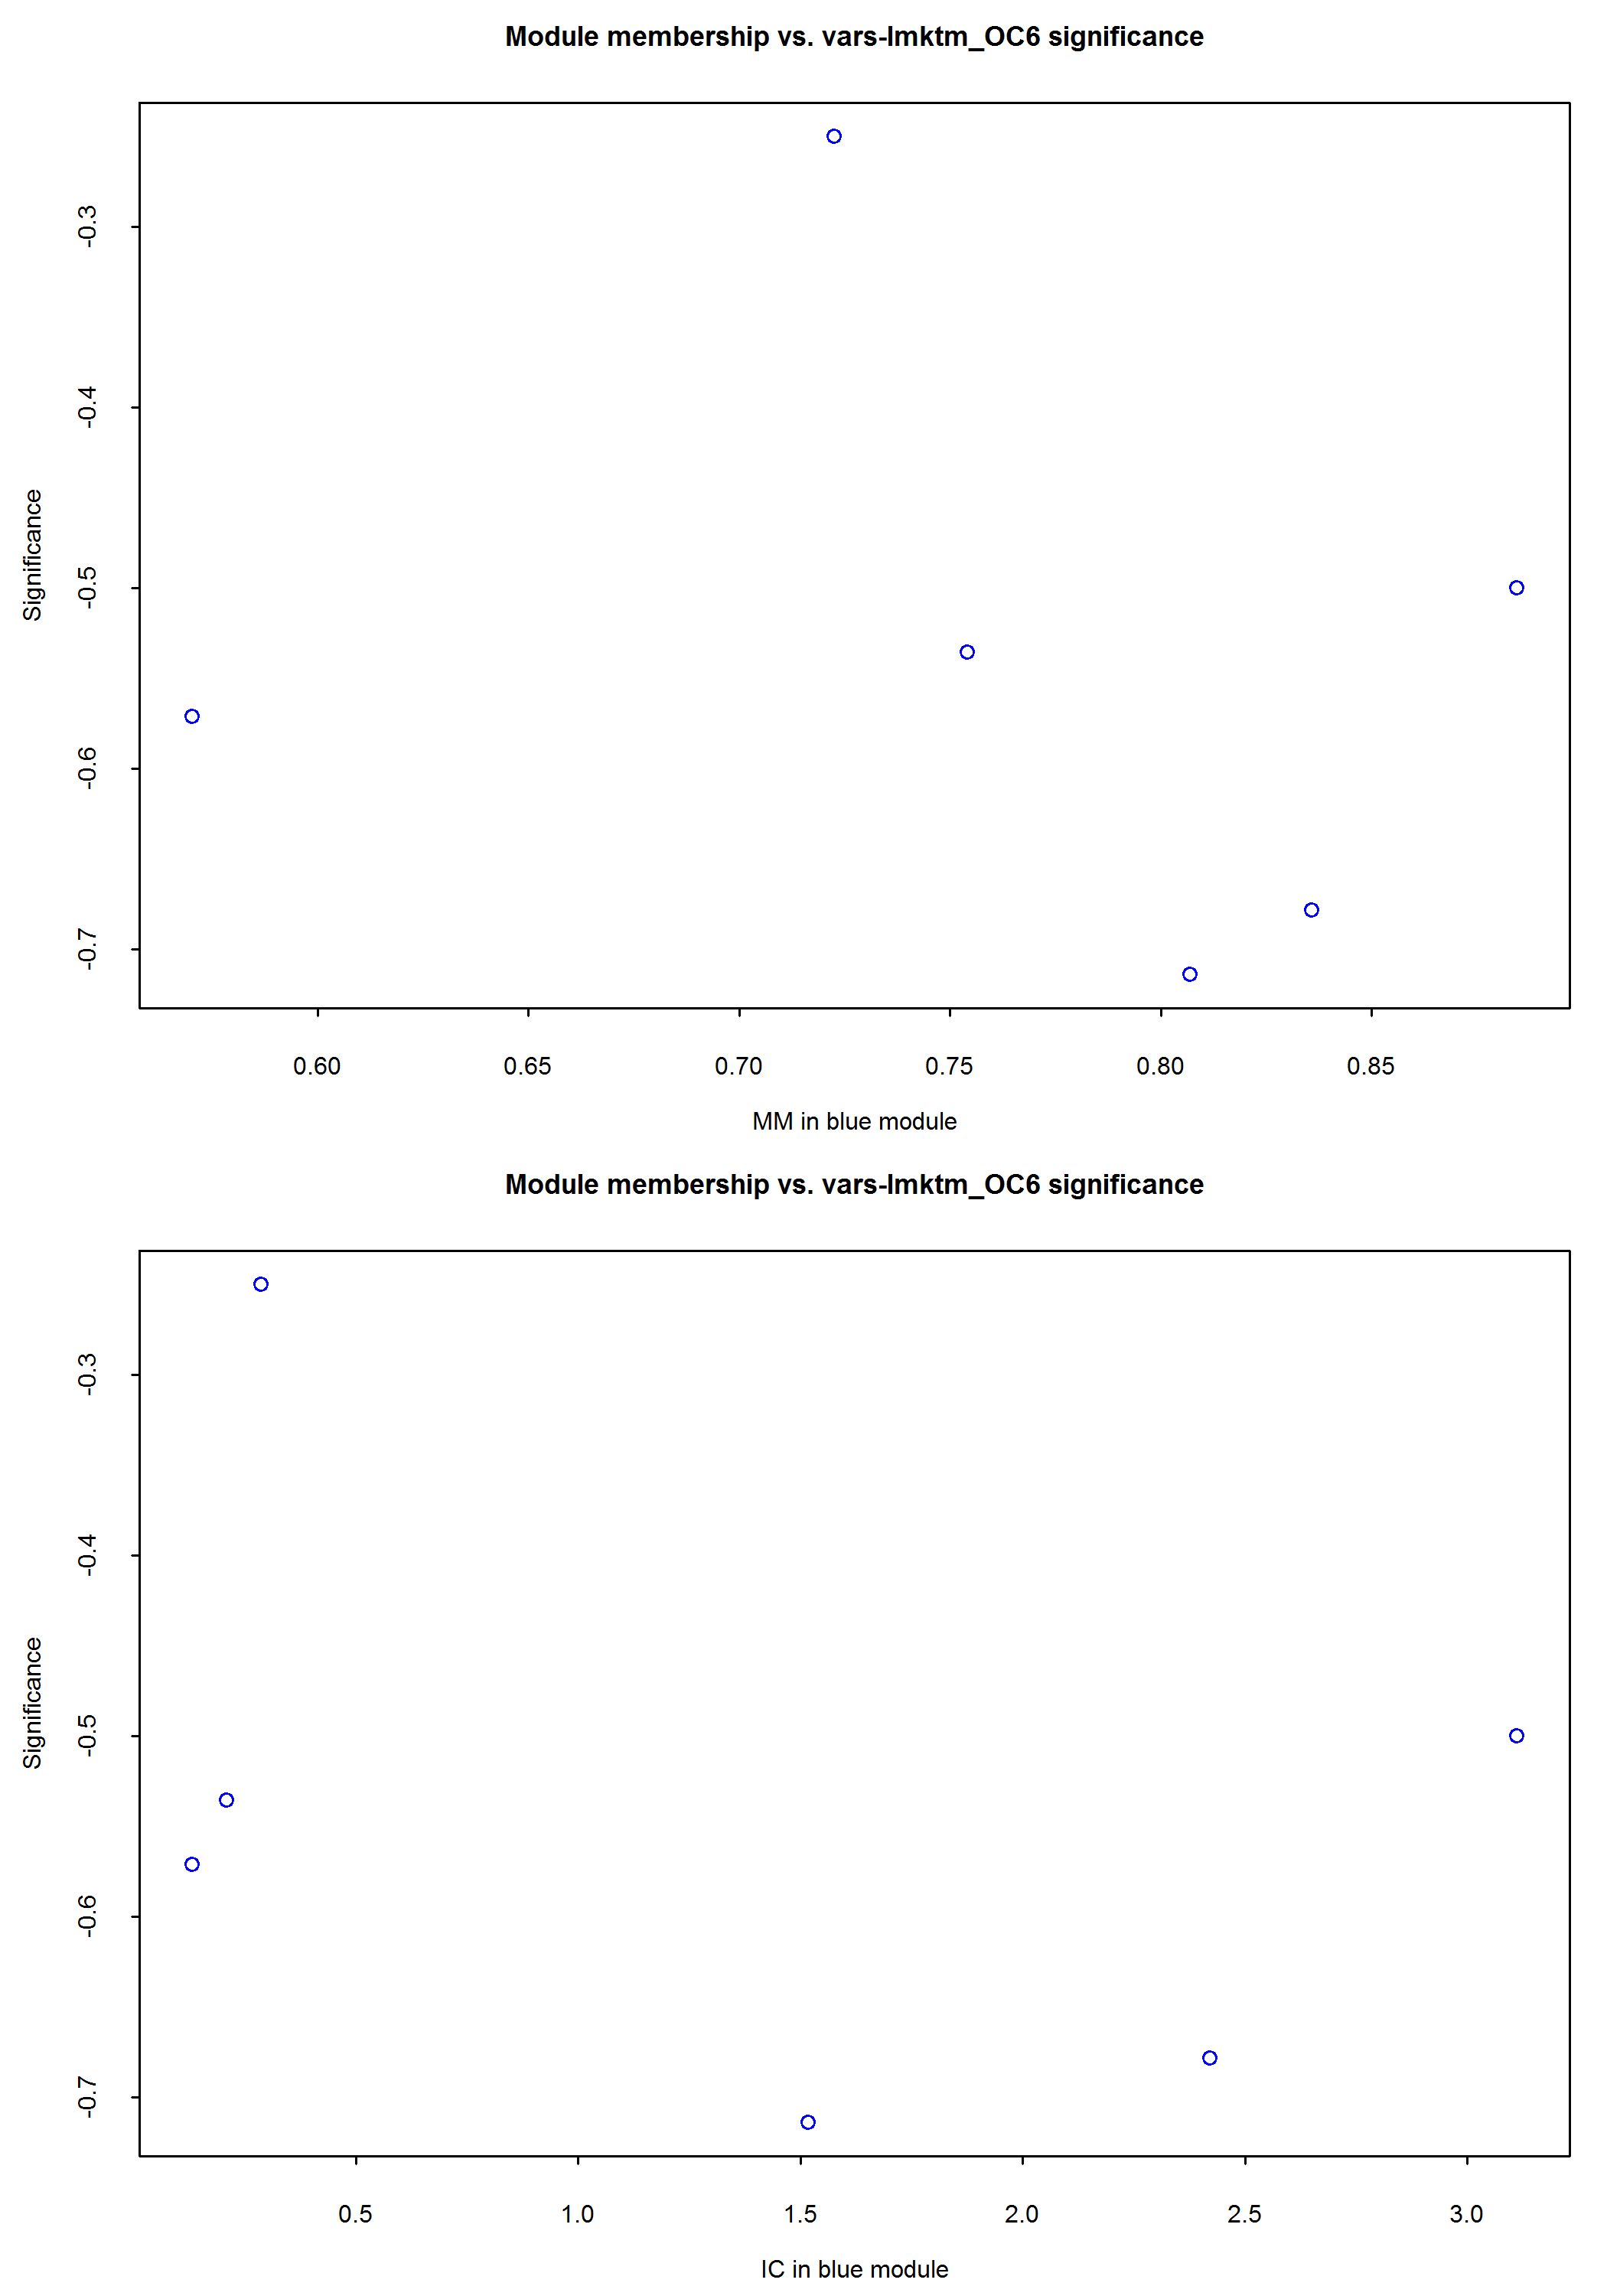 Module membership vs. vars-lmktm_OC6 significance
-0.3
-0.4
-0.5
-0.6
-0.7
Significance
0.60 0.65 0.70 0.75 0.80 0.85
MM in blue module
Module membership vs. vars-lmktm_OC6 significance
-0.3
-0.4
-0.5
-0.6
-0.7
Significance
0.5 1.0 1.5 2.0 2.5 3.0
IC in blue module